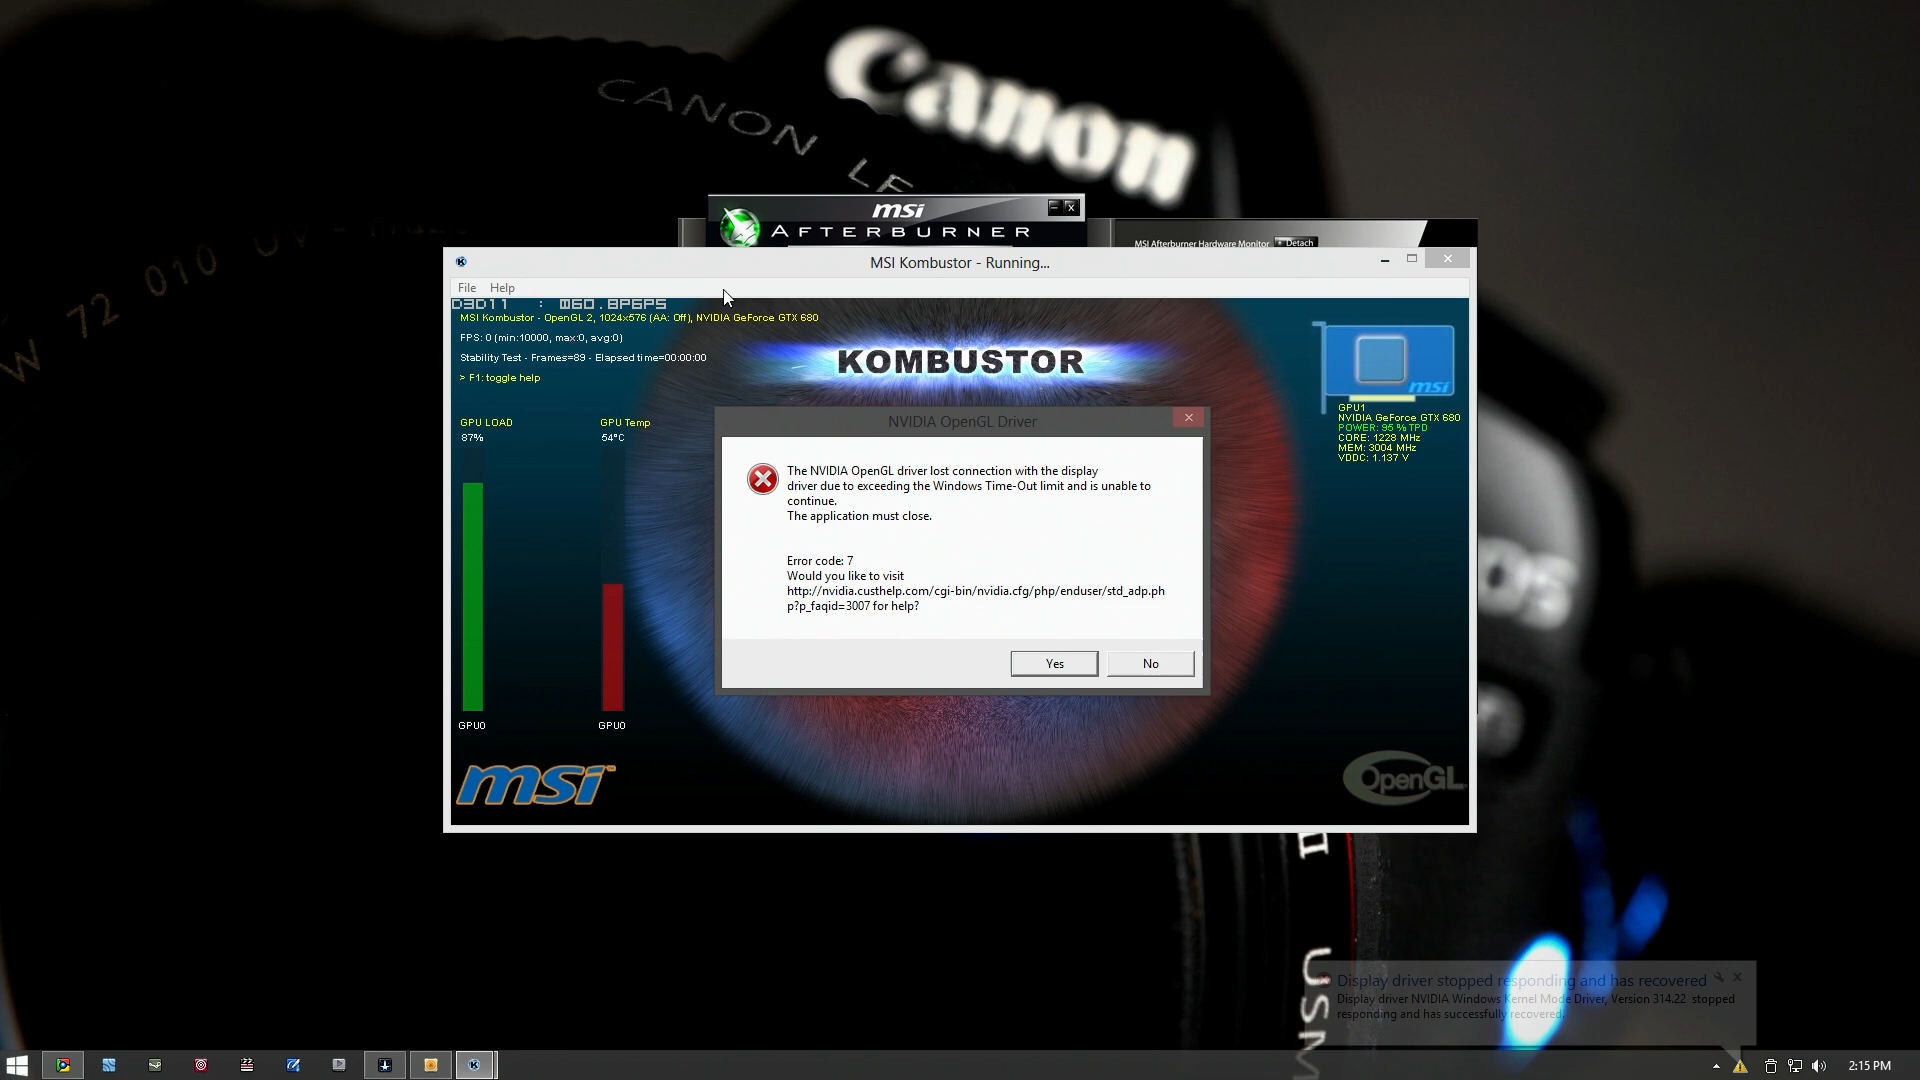 Canon
CANON LE
W 72 010
msi
AFTERBURNER
MSI Afterburner Hardware Monitor
Detach
MSI Kombustor - Running...
File Help
D3D11 :
MSI Kombustor - OpenGL 2, 1024x576 (AA: Off), NVIDIA GeForce GTX 680
FPS: 0 (min:10000, max:0, avg:0)
Stability Test - Frames=89 - Elapsed time=00:00:00
> F1: toggle help
KOMBUSTOR
msi
GPU1
NVIDIA GeForce GTX 680
POWER: 95 % TPD
CORE: 1228 MHz
MEM: 3004 MHz
VDDC: 1.137 V
GPU LOAD
87%
GPU Temp
54°C
GPU0
GPU0
NVIDIA OpenGL Driver
The NVIDIA OpenGL driver lost connection with the display
driver due to exceeding the Windows Time-Out limit and is unable to
continue.
The application must close.
Error code: 7
Would you like to visit
http://nvidia.custhelp.com/cgi-bin/nvidia.cfg/php/enduser/std_adp.ph
p?p_faqid=3007 for help?
Yes
No
msi
OpenGL
II
USM
Display driver stopped responding and has recovered
Display driver NVIDIA Windows Kernel Mode Driver, Version 314.22 stopped
responding and has successfully recovered.
2:15 PM